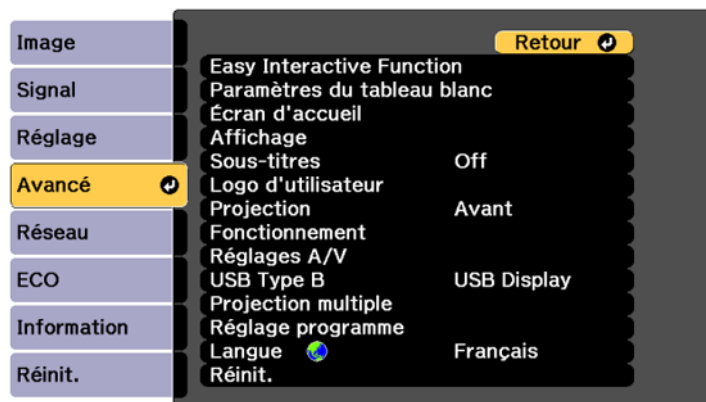 Image
Signal
Réglage
Avancé
Réseau
ECO
Information
Réinit.
Retour
Easy Interactive Function
Paramètres du tableau blanc
Écran d'accueil
Affichage
Sous-titres Off
Logo d'utilisateur
Projection Avant
Fonctionnement
Réglages A/V
USB Type B USB Display
Projection multiple
Réglage programme
Langue Français
Réinit.